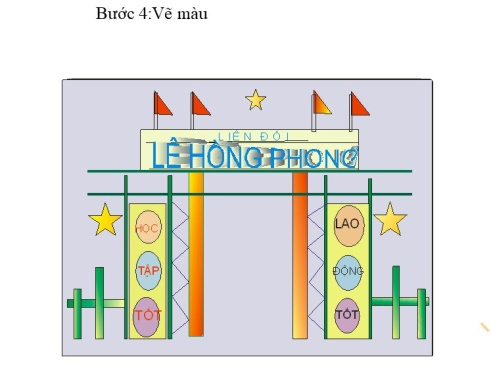 Bước 4:Vẽ màu
LIÊN ĐỘI
LÊ HỒNG PHONG
HỌC
TẬP
TỐT
LAO
ĐỘNG
TỐT